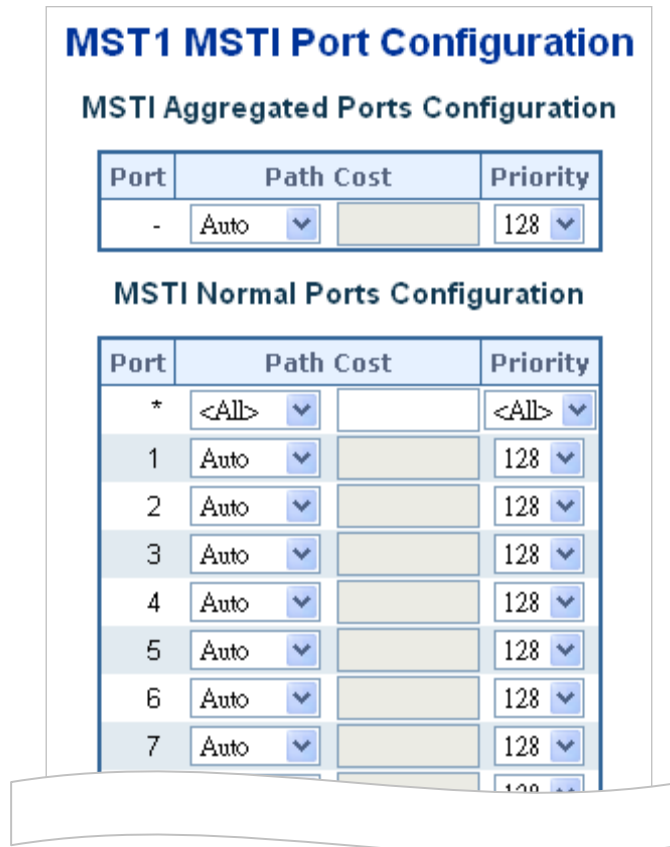 MST1 MSTI Port Configuration
MSTI Aggregated Ports Configuration
Port Path Cost Priority
- Auto 128
MSTI Normal Ports Configuration
Port Path Cost Priority
* <All> <All>
1 Auto 128
2 Auto 128
3 Auto 128
4 Auto 128
5 Auto 128
6 Auto 128
7 Auto 128